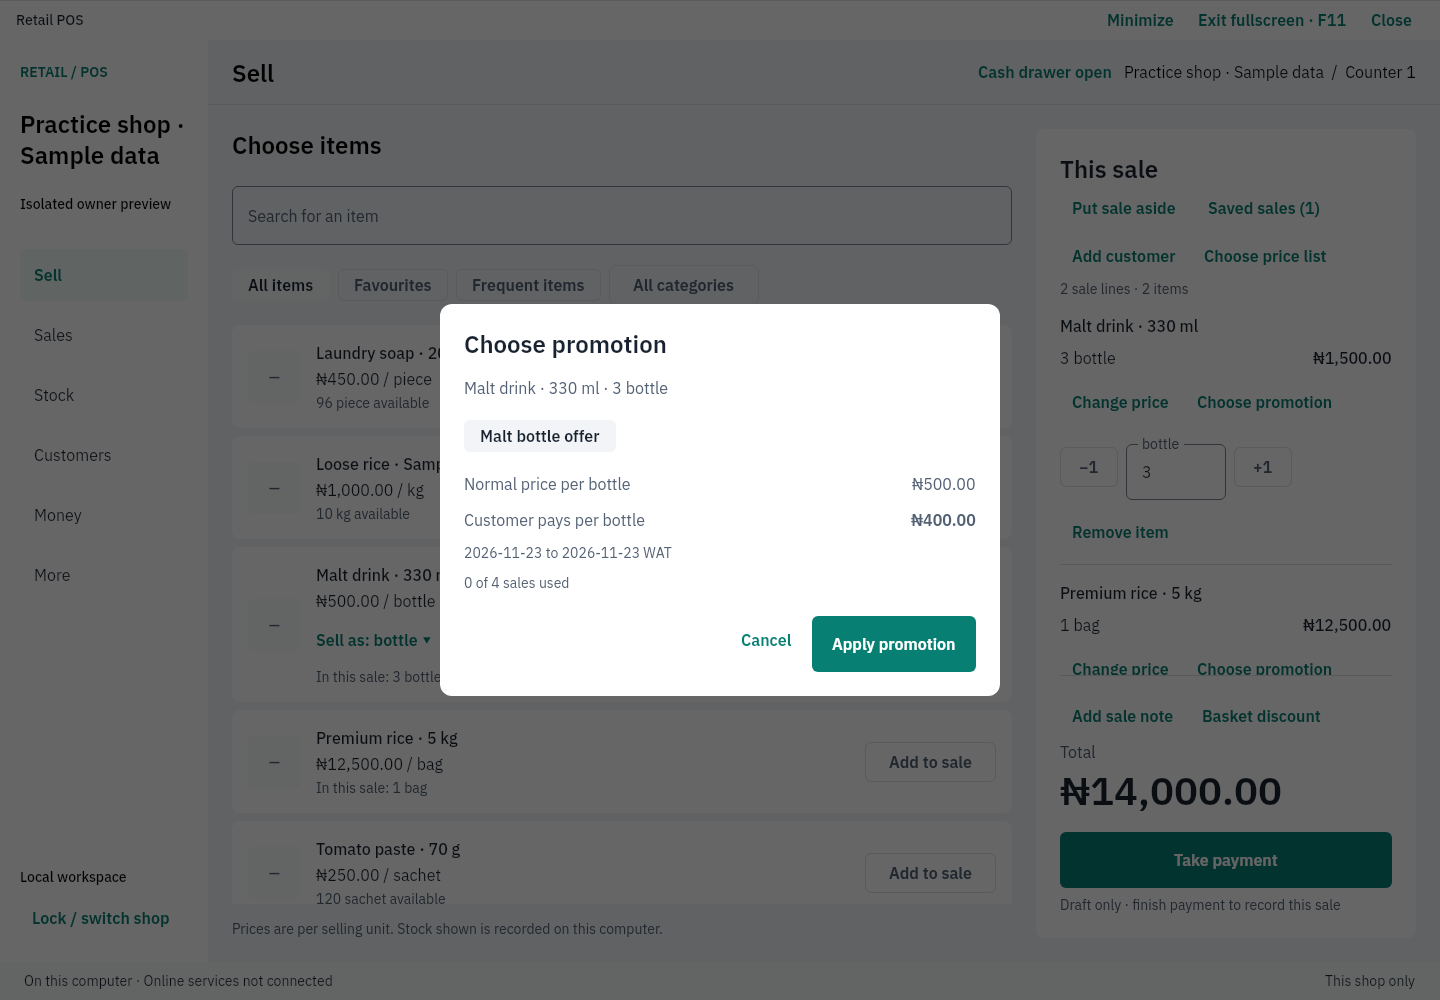 Retail POS
Minimize
Exit fullscreen · F11
Close
RETAIL / POS
Practice shop ·
Sample data
Isolated owner preview
Sell
Sales
Stock
Customers
Money
More
Local workspace
Lock / switch shop
Sell
Cash drawer open
Practice shop · Sample data / Counter 1
Choose items
Search for an item
All items
Favourites
Frequent items
All categories
Laundry soap · 20
₦450.00 / piece
96 piece available
Loose rice · Samp
₦1,000.00 / kg
10 kg available
Malt drink · 330 m
₦500.00 / bottle
Sell as: bottle ▾
In this sale: 3 bottle
Premium rice · 5 kg
₦12,500.00 / bag
In this sale: 1 bag
Add to sale
Tomato paste · 70 g
₦250.00 / sachet
120 sachet available
Add to sale
Prices are per selling unit. Stock shown is recorded on this computer.
Choose promotion
Malt drink · 330 ml · 3 bottle
Malt bottle offer
Normal price per bottle
₦500.00
Customer pays per bottle
₦400.00
2026-11-23 to 2026-11-23 WAT
0 of 4 sales used
Cancel
Apply promotion
This sale
Put sale aside
Saved sales (1)
Add customer
Choose price list
2 sale lines · 2 items
Malt drink · 330 ml
3 bottle
₦1,500.00
Change price
Choose promotion
−1
bottle
3
+1
Remove item
Premium rice · 5 kg
1 bag
₦12,500.00
Change price
Choose promotion
Add sale note
Basket discount
Total
₦14,000.00
Take payment
Draft only · finish payment to record this sale
On this computer · Online services not connected
This shop only